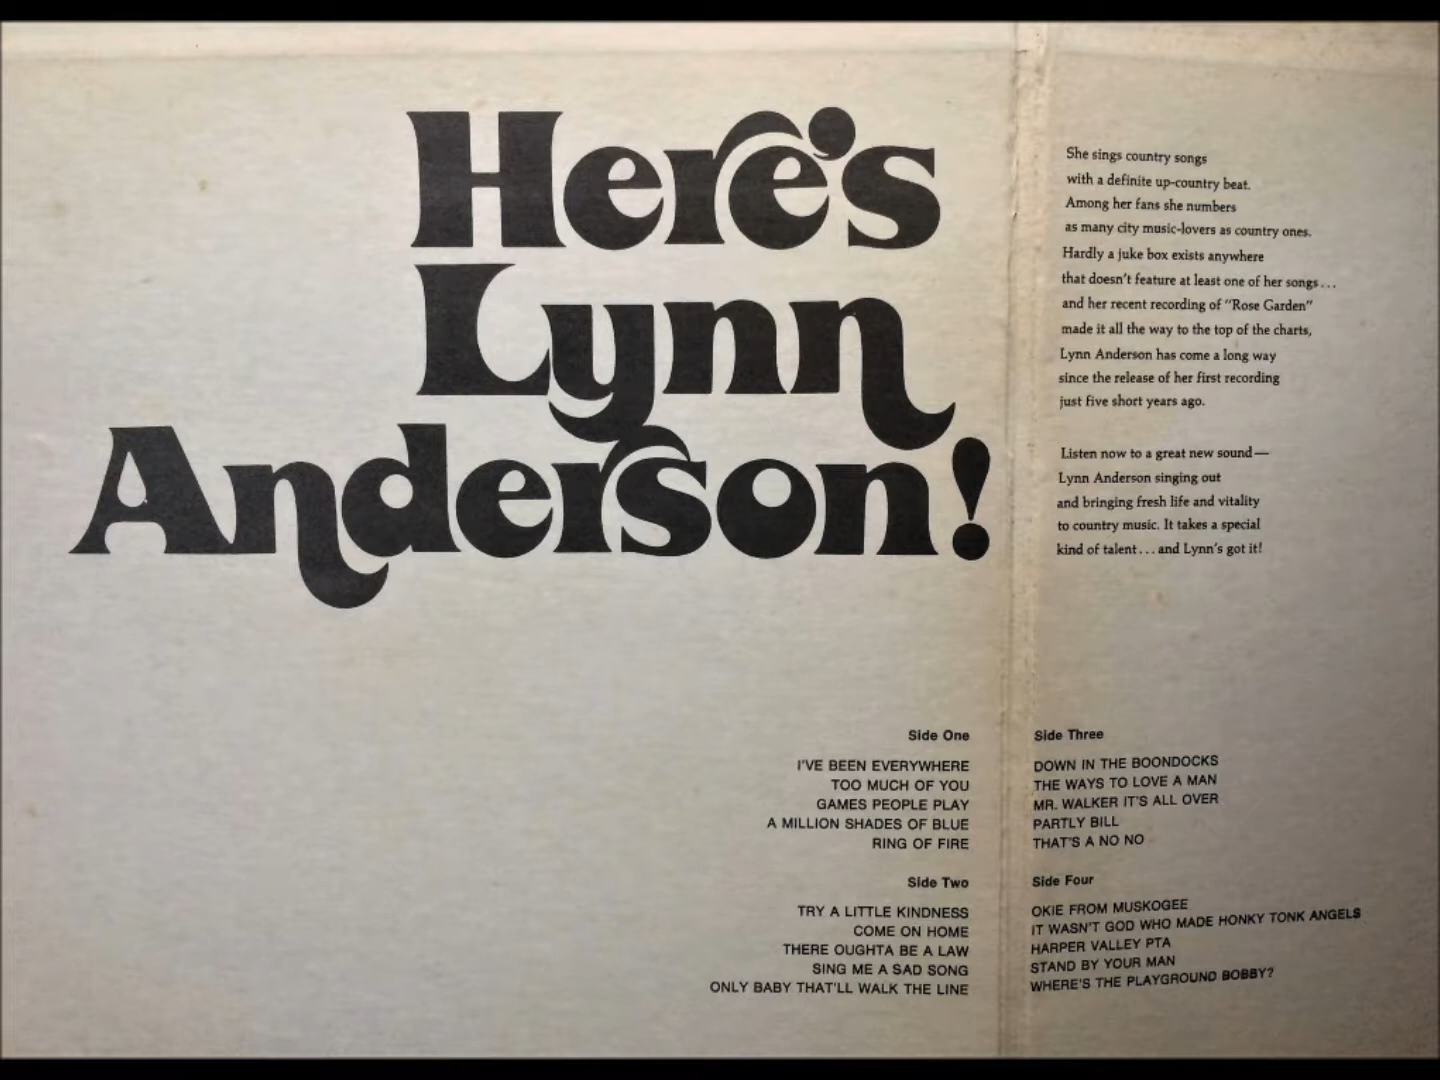 Here's
Lynn
Anderson!
She sings country songs
with a definite up-country beat.
Among her fans she numbers
as many city music-lovers as country ones.
Hardly a juke box exists anywhere
that doesn't feature at least one of her songs...
and her recent recording of "Rose Garden"
made it all the way to the top of the charts,
Lynn Anderson has come a long way
since the release of her first recording
just five short years ago.
Listen now to a great new sound—
Lynn Anderson singing out
and bringing fresh life and vitality
to country music. It takes a special
kind of talent...and Lynn's got it!
Side One
I'VE BEEN EVERYWHERE
TOO MUCH OF YOU
GAMES PEOPLE PLAY
A MILLION SHADES OF BLUE
RING OF FIRE
Side Two
TRY A LITTLE KINDNESS
COME ON HOME
THERE OUGHTA BE A LAW
SING ME A SAD SONG
ONLY BABY THAT'LL WALK THE LINE
Side Three
DOWN IN THE BOONDOCKS
THE WAYS TO LOVE A MAN
MR. WALKER IT'S ALL OVER
PARTLY BILL
THAT'S A NO NO
Side Four
OKIE FROM MUSKOGEE
IT WASN'T GOD WHO MADE HONKY TONK ANGELS
HARPER VALLEY PTA
STAND BY YOUR MAN
WHERE'S THE PLAYGROUND BOBBY?